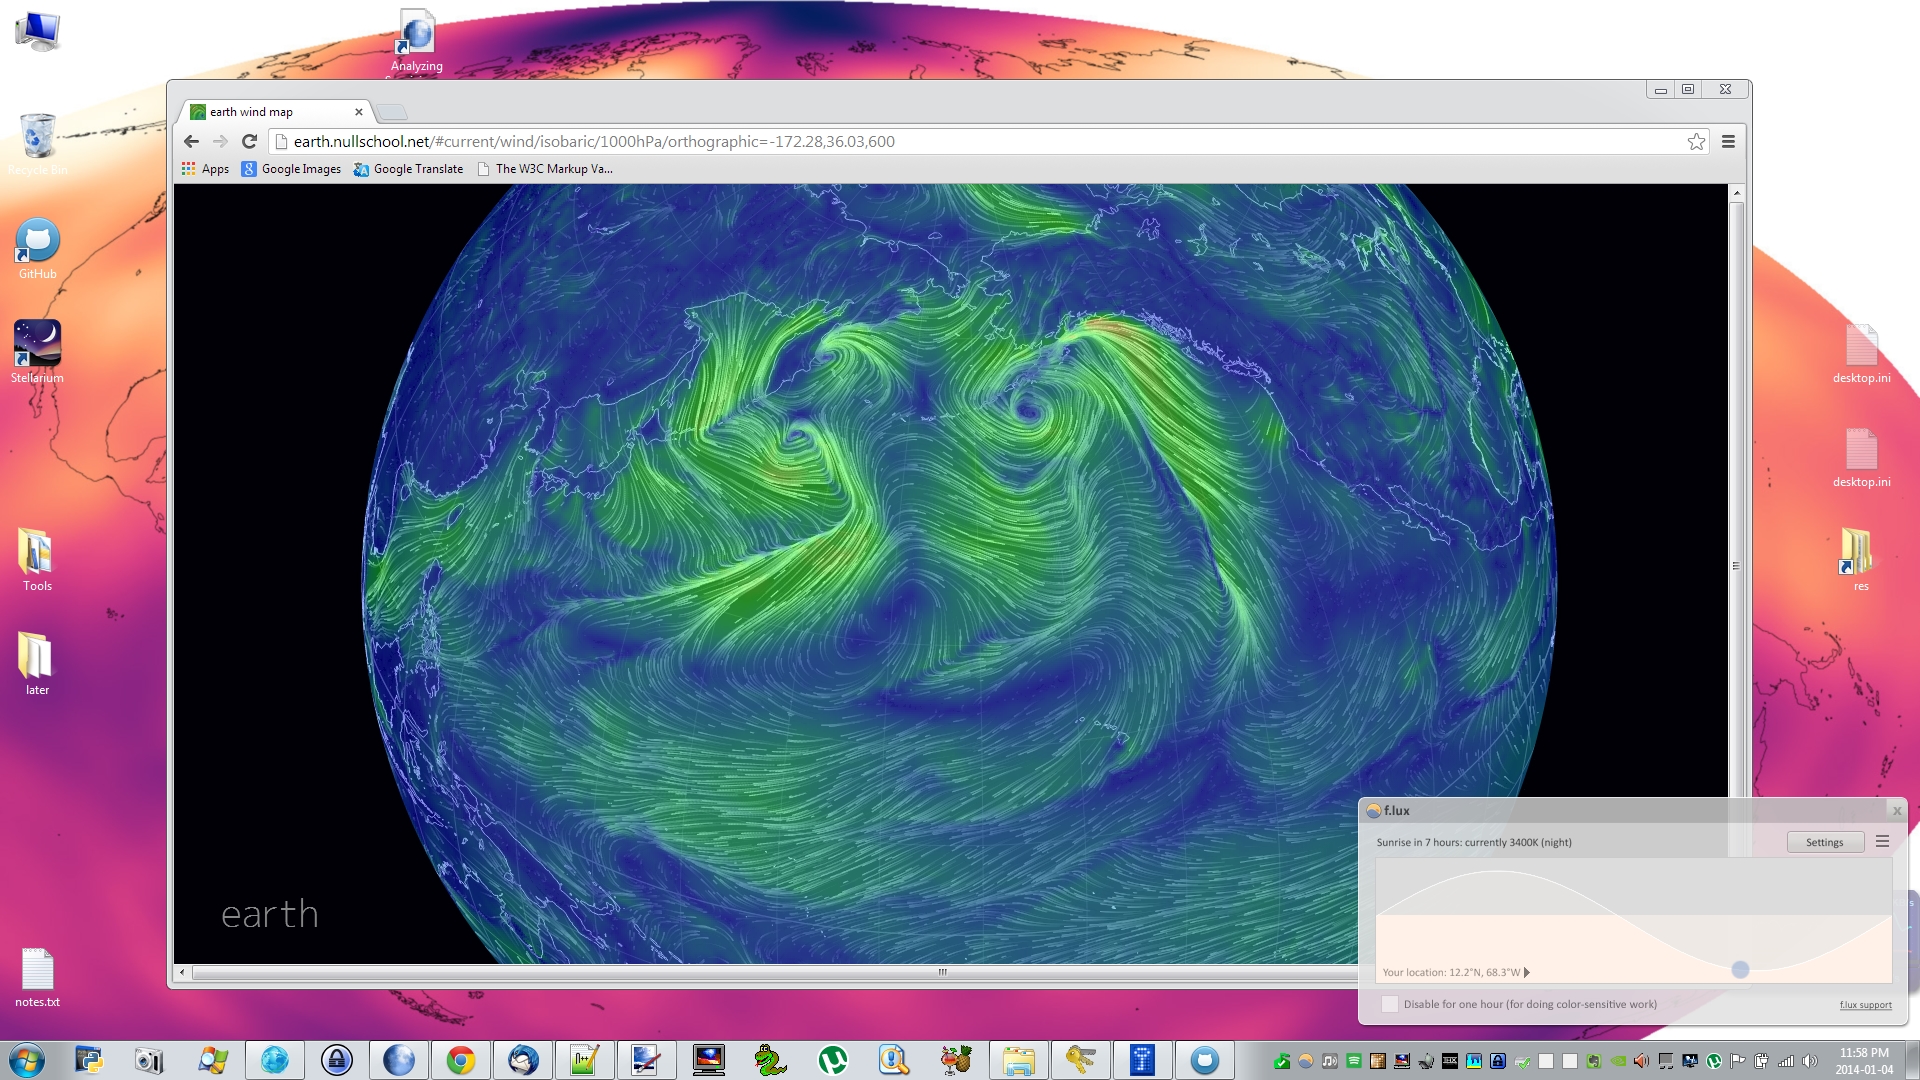 Analyzing
earth wind map
earth.nullschool.net/#current/wind/isobaric/1000hPa/orthographic=-172.28,36.03,600
Apps
Google Images
Google Translate
The W3C Markup Va...
Recycle Bin
GitHub
Stellarium
Tools
later
notes.txt
desktop.ini
desktop.ini
res
earth
f.lux
Sunrise in 7 hours: currently 3400K (night)
Settings
Your location: 12.2°N, 68.3°W
Disable for one hour (for doing color-sensitive work)
f.lux support
11:58 PM
2014-01-04